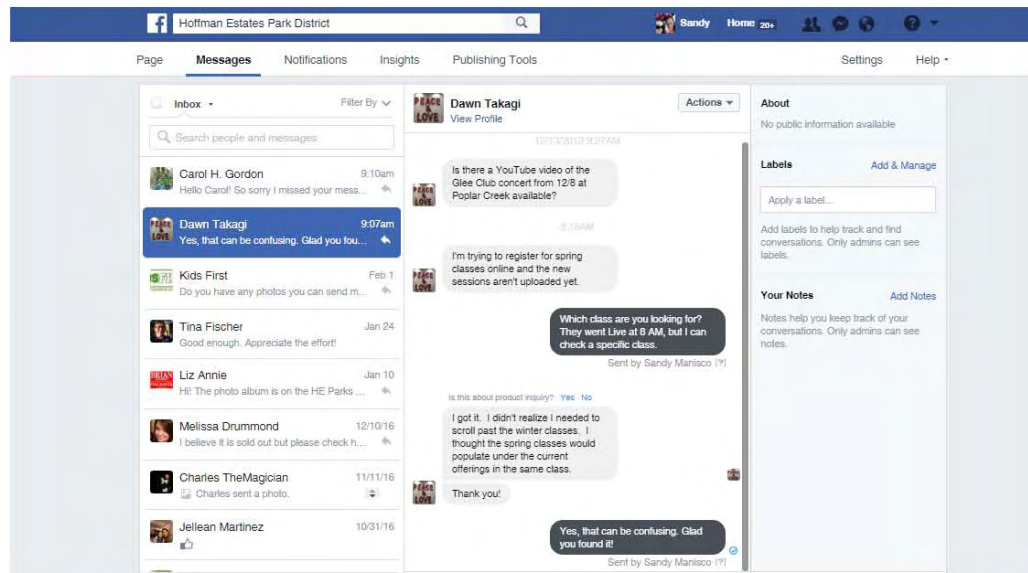 Hoffman Estates Park District
Sandy Home 20+
Page Messages Notifications Insights Publishing Tools Settings Help
Inbox Filter By
Search people and messages
Carol H. Gordon 9:10am
Hello Carol! So sorry I missed your mess...
Dawn Takagi 9:07am
Yes, that can be confusing. Glad you fou...
Kids First Feb 1
Do you have any photos you can send m...
Tina Fischer Jan 24
Good enough. Appreciate the effort!
Liz Annie Jan 10
Hi! The photo album is on the HE Parks ...
Melissa Drummond 12/10/16
I believe it is sold out but please check h...
Charles TheMagician 11/11/16
Charles sent a photo.
Jellean Martinez 10/31/16
Dawn Takagi Actions
View Profile
Is there a YouTube video of the
Glee Club concert from 12/8 at
Poplar Creek available?
I'm trying to register for spring
classes online and the new
sessions aren't uploaded yet.
Which class are you looking for?
They went Live at 8 AM, but I can
check a specific class.
Sent by Sandy Manisco [?]
Is this about product inquiry? Yes No
I got it. I didn't realize I needed to
scroll past the winter classes. I
thought the spring classes would
populate under the current
offerings in the same class.
Thank you!
Yes, that can be confusing. Glad
you found it!
Sent by Sandy Manisco [?]
About
No public information available
Labels Add & Manage
Apply a label...
Add labels to help track and find
conversations. Only admins can see
labels.
Your Notes Add Notes
Notes help you keep track of your
conversations. Only admins can see
notes.